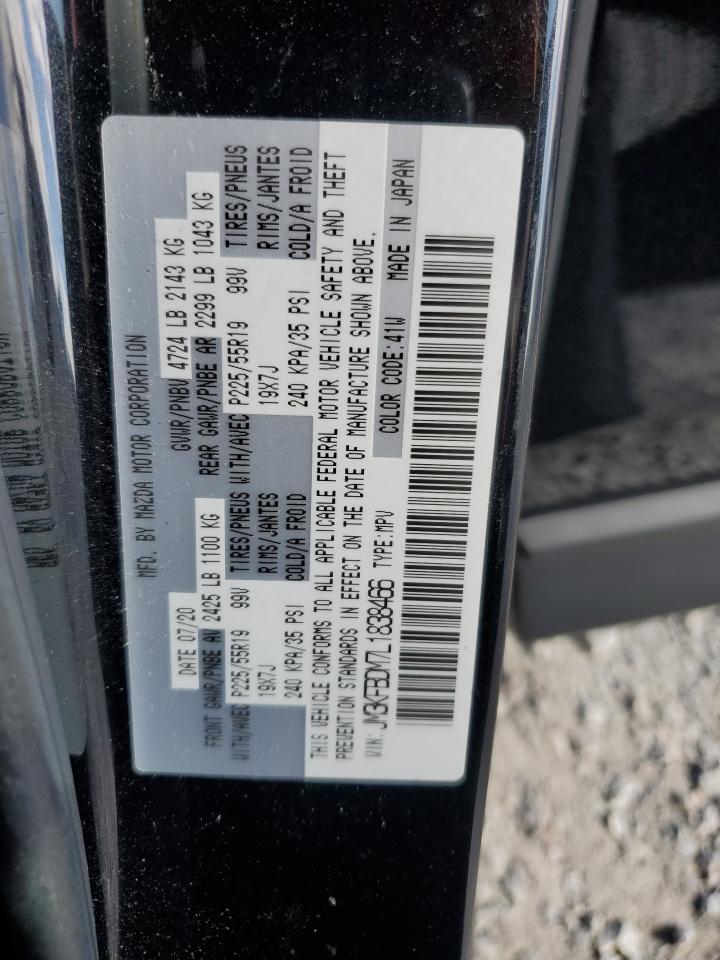 MFD. BY MAZDA MOTOR CORPORATION
DATE 07/20 GVWR/PNBV 4724 LB 2143 KG
FRONT GAWR/PNBE AV 2425 LB 1100 KG REAR GAWR/PNBE AR 2299 LB 1043 KG
WITH/AVEC P225/55R19 99V TIRES/PNEUS WITH/AVEC P225/55R19 99V TIRES/PNEUS
19X7J RIMS/JANTES 19X7J RIMS/JANTES
240 KPA/35 PSI COLD/A FROID 240 KPA/35 PSI COLD/A FROID
THIS VEHICLE CONFORMS TO ALL APPLICABLE FEDERAL MOTOR VEHICLE SAFETY AND THEFT
PREVENTION STANDARDS IN EFFECT ON THE DATE OF MANUFACTURE SHOWN ABOVE.
VIN: JM3KFBDM7L1838466 TYPE:MPV COLOR CODE:41W MADE IN JAPAN